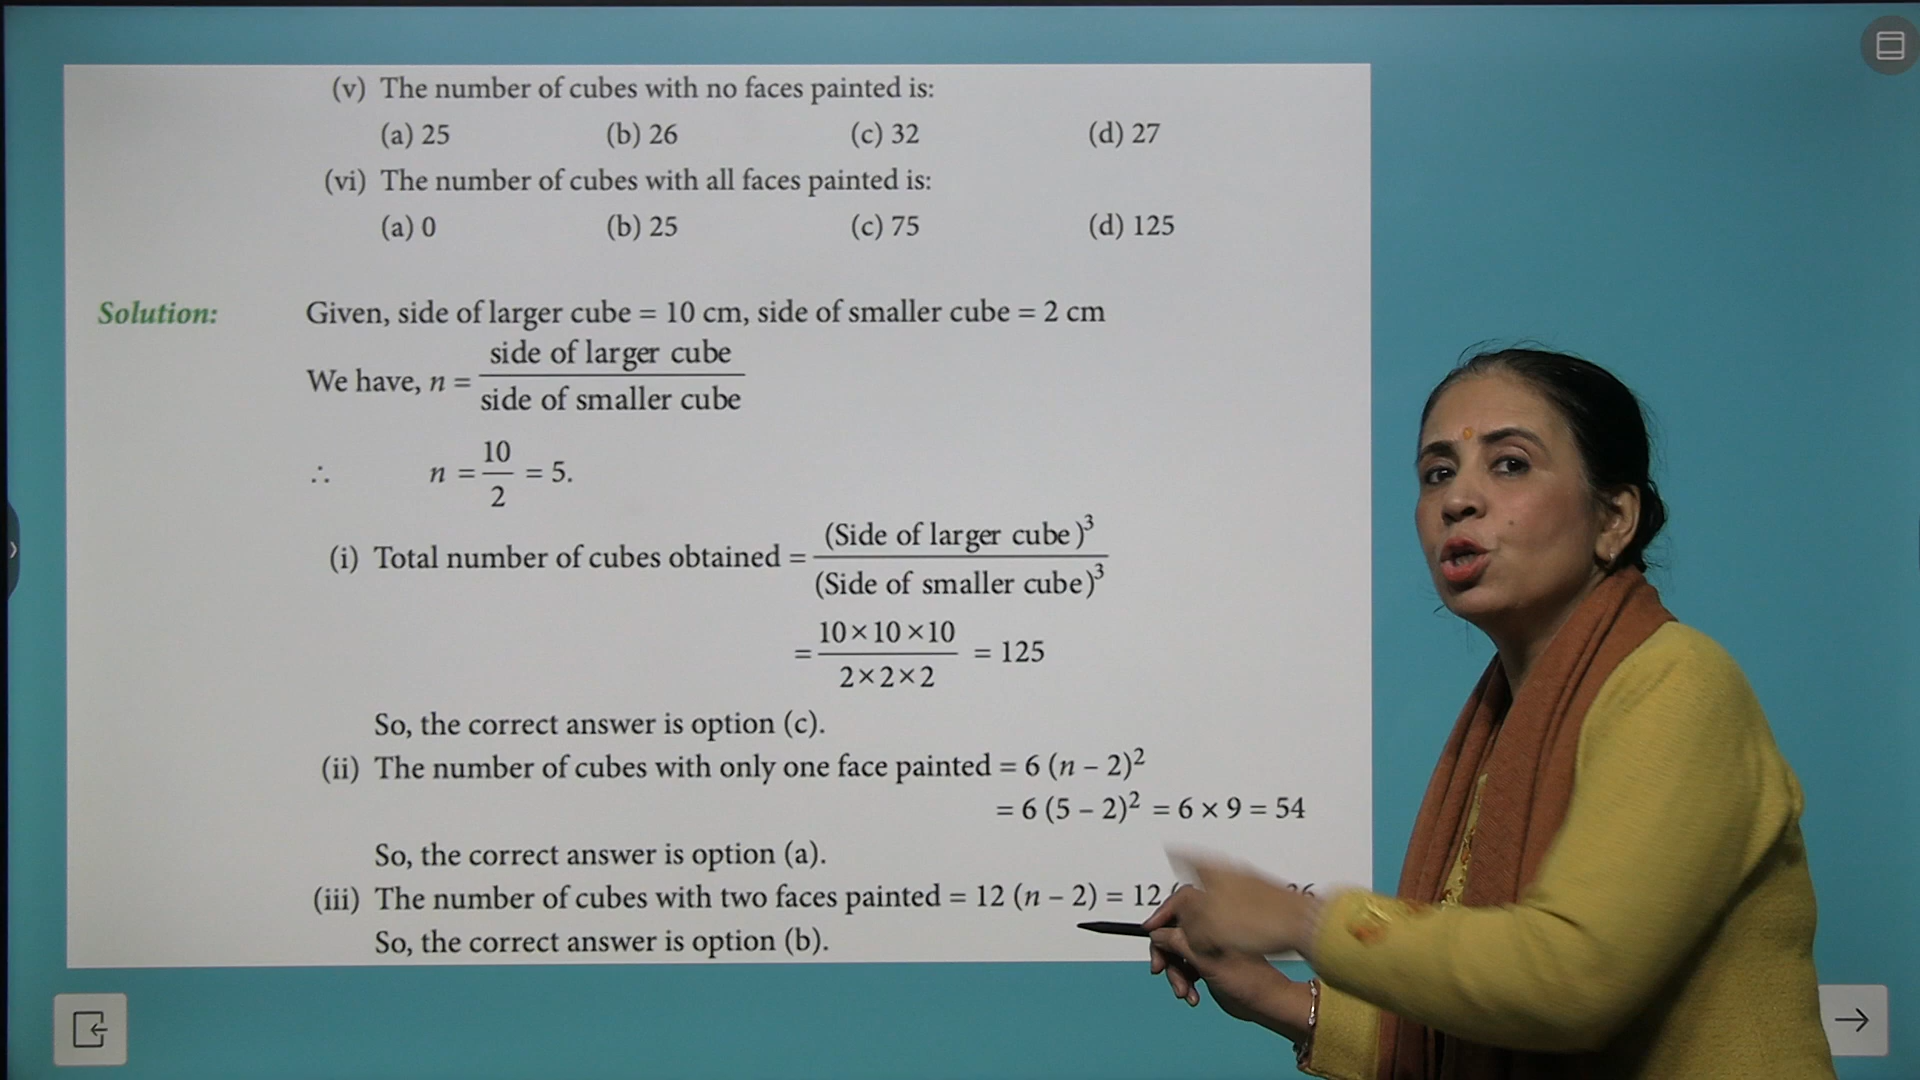 (v) The number of cubes with no faces painted is:
(a) 25 (b) 26 (c) 32 (d) 27
(vi) The number of cubes with all faces painted is:
(a) 0 (b) 25 (c) 75 (d) 125
Solution: Given, side of larger cube = 10 cm, side of smaller cube = 2 cm
We have, n = side of larger cube / side of smaller cube
∴ n = 10/2 = 5.
(i) Total number of cubes obtained = (Side of larger cube)³ / (Side of smaller cube)³
= 10×10×10 / 2×2×2 = 125
So, the correct answer is option (c).
(ii) The number of cubes with only one face painted = 6 (n – 2)²
= 6 (5 – 2)² = 6 × 9 = 54
So, the correct answer is option (a).
(iii) The number of cubes with two faces painted = 12 (n – 2) = 12
So, the correct answer is option (b).